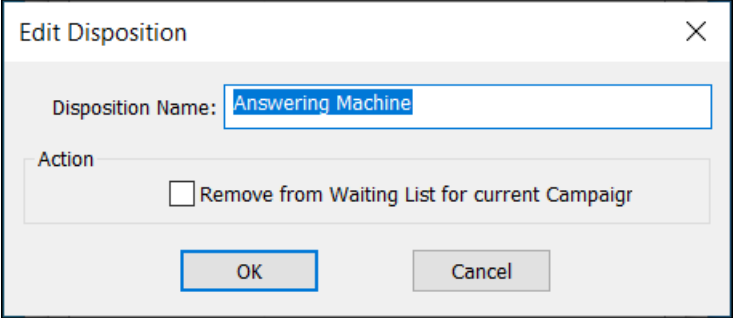 Edit Disposition
Disposition Name: Answering Machine
Action
Remove from Waiting List for current Campaigr
OK Cancel